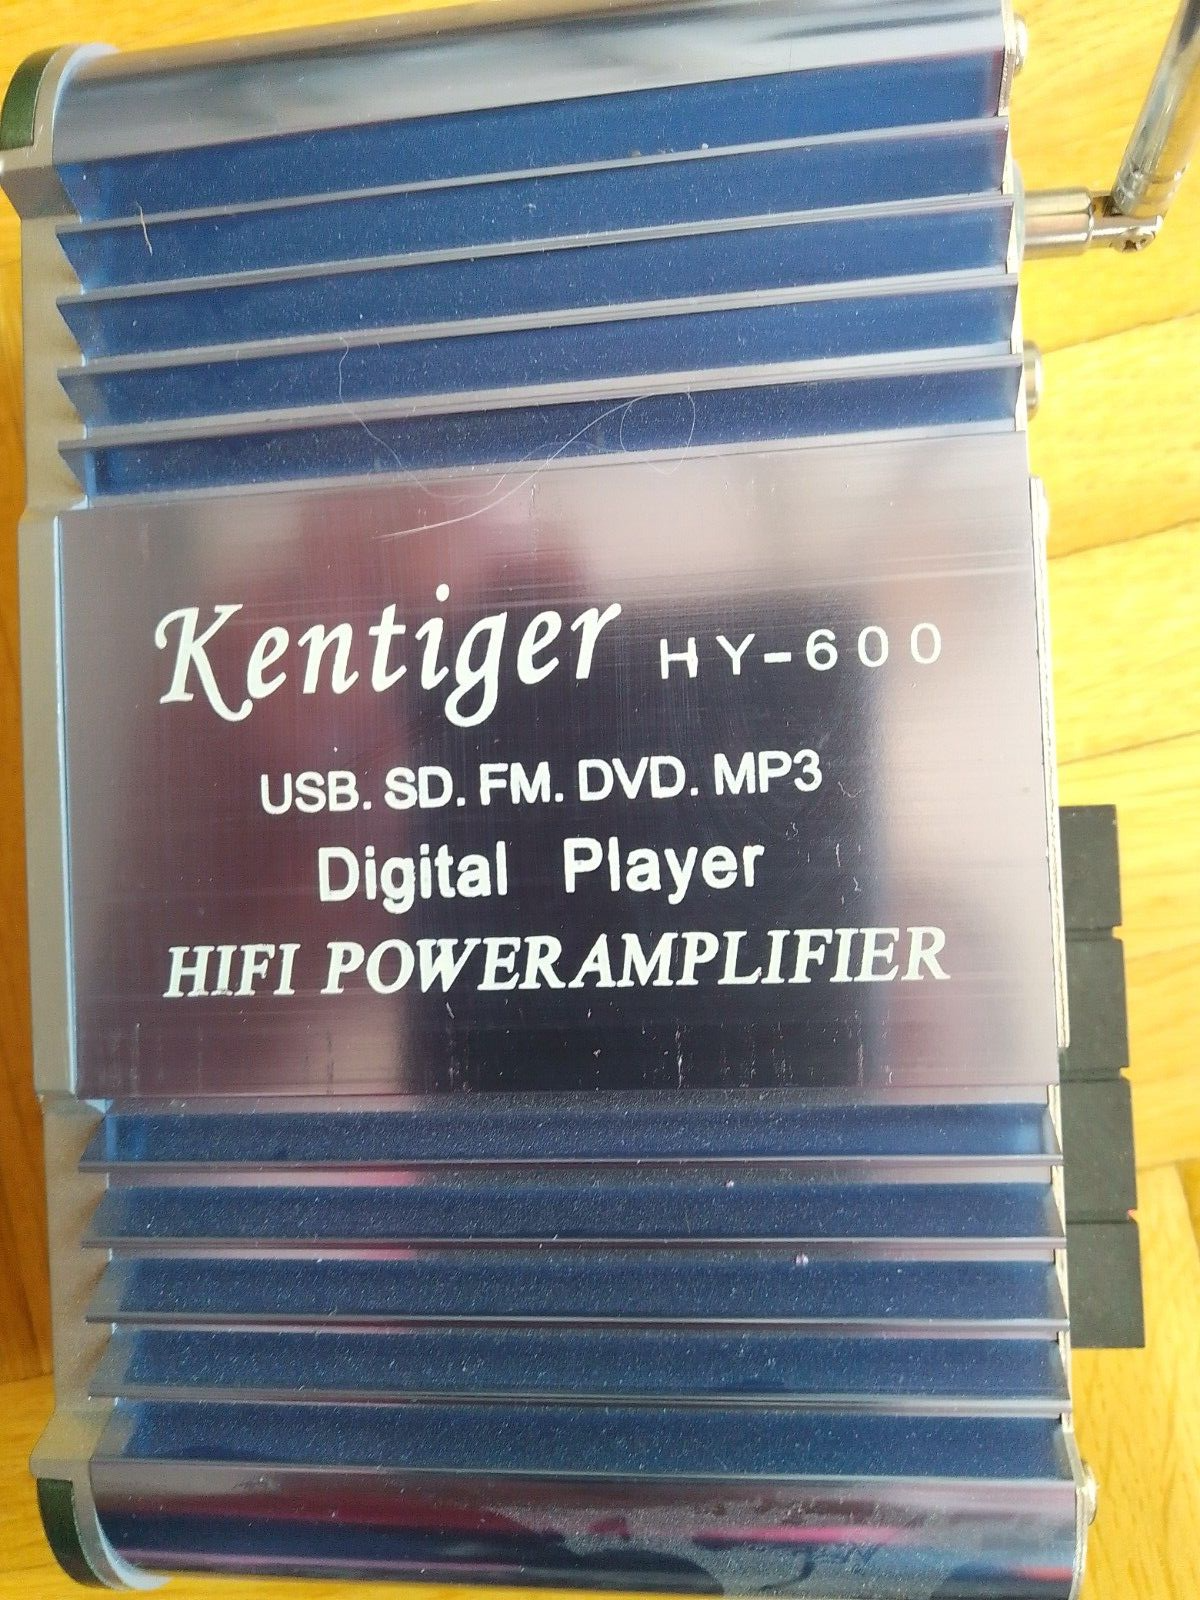 Kentiger HY-600
USB. SD. FM. DVD. MP3
Digital Player
HIFI POWERAMPLIFIER